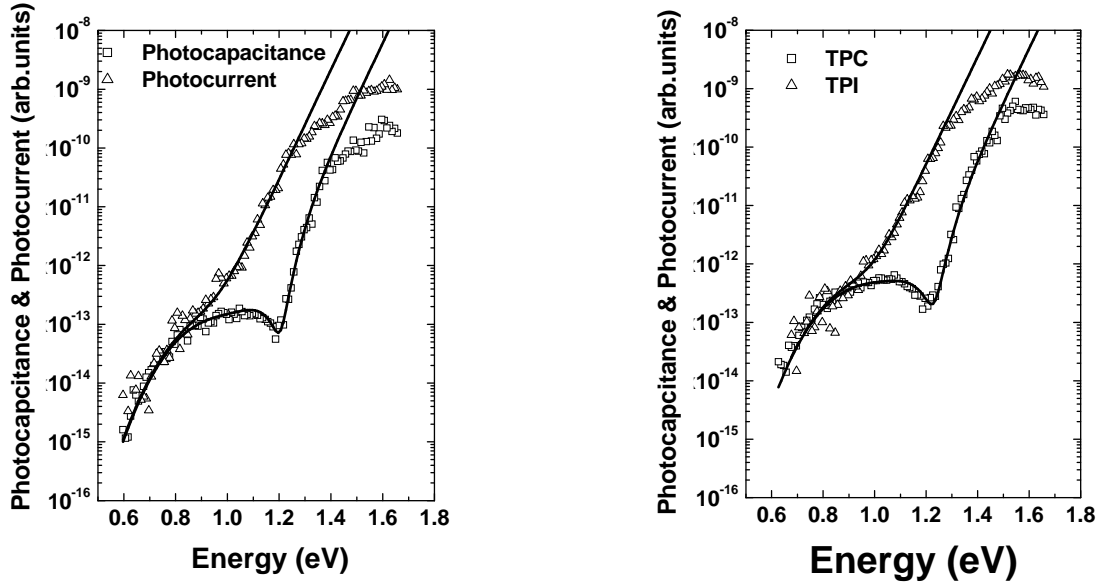 Photocapcitance & Photocurrent (arb.units)
10⁻⁸
10⁻⁹
10⁻¹⁰
10⁻¹¹
10⁻¹²
10⁻¹³
10⁻¹⁴
10⁻¹⁵
10⁻¹⁶
Photocapacitance
Photocurrent
0.6 0.8 1.0 1.2 1.4 1.6 1.8
Energy (eV)
Photocapcitance & Photocurrent (arb.units)
10⁻⁸
10⁻⁹
10⁻¹⁰
10⁻¹¹
10⁻¹²
10⁻¹³
10⁻¹⁴
10⁻¹⁵
10⁻¹⁶
TPC
TPI
0.6 0.8 1.0 1.2 1.4 1.6 1.8
Energy (eV)